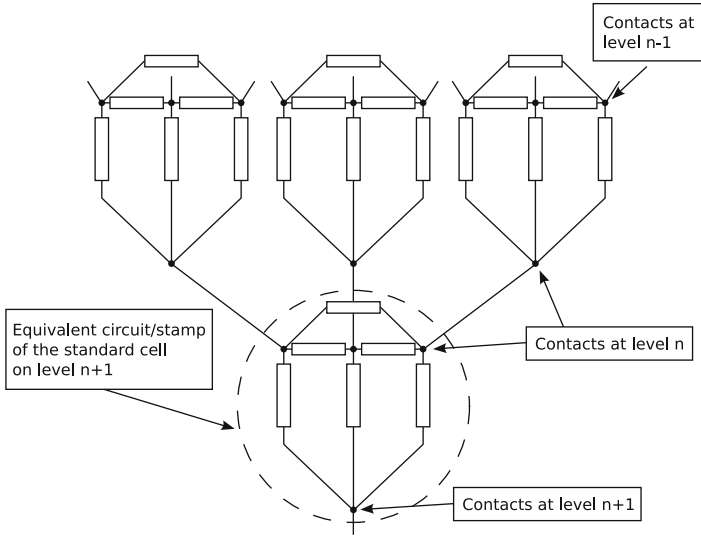 Contacts at
level n-1
Equivalent circuit/stamp
of the standard cell
on level n+1
Contacts at level n
Contacts at level n+1